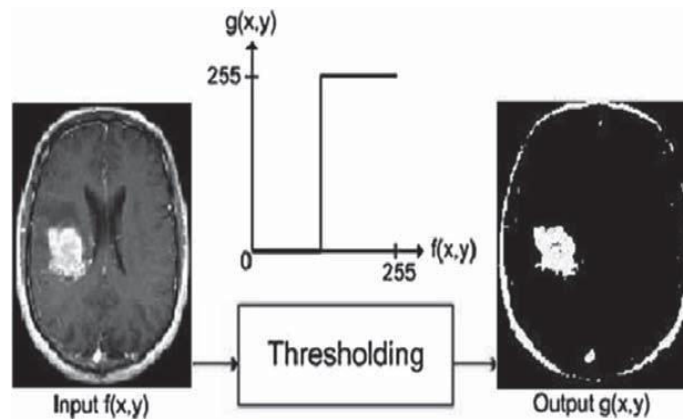 g(x,y)
255
0
255
f(x,y)
Thresholding
Input f(x,y)
Output g(x,y)